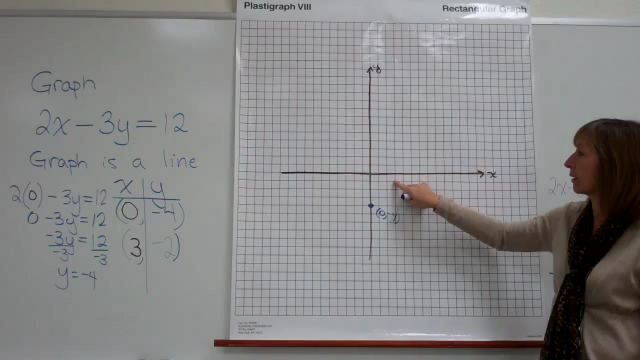 Plastigraph VIII
Rectangular Graph
Graph
2x - 3y = 12
Graph is a line
2(0) - 3y = 12
0 - 3y = 12
-3y = 12
-3 -3
y = -4
x y
(0, -4)
(3, -2)
y
x
(0, -4)
2x